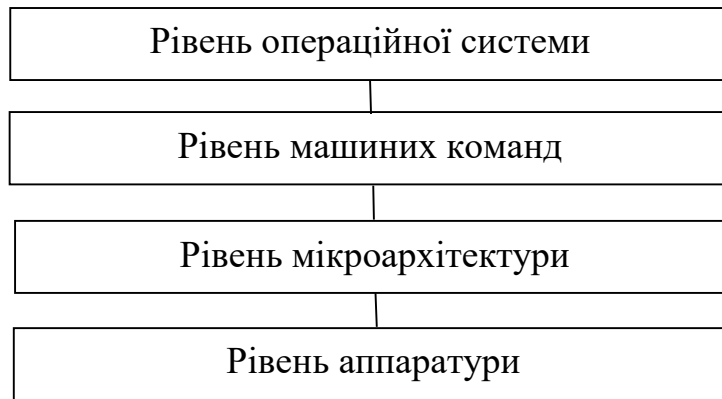 Рівень операційної системи
Рівень машиних команд
Рівень мікроархітектури
Рівень аппаратури